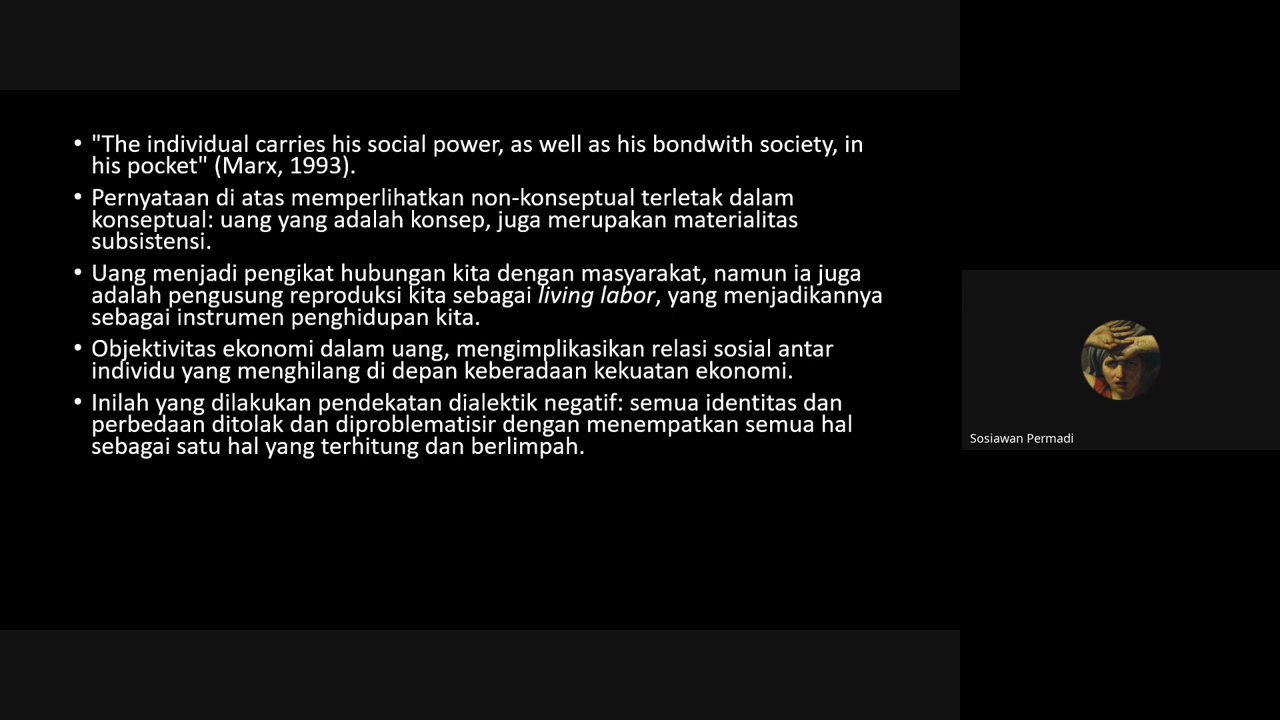 • "The individual carries his social power, as well as his bondwith society, in
his pocket" (Marx, 1993).
• Pernyataan di atas memperlihatkan non-konseptual terletak dalam
konseptual: uang yang adalah konsep, juga merupakan materialitas
subsistensi.
• Uang menjadi pengikat hubungan kita dengan masyarakat, namun ia juga
adalah pengusung reproduksi kita sebagai living labor, yang menjadikannya
sebagai instrumen penghidupan kita.
• Objektivitas ekonomi dalam uang, mengimplikasikan relasi sosial antar
individu yang menghilang di depan keberadaan kekuatan ekonomi.
• Inilah yang dilakukan pendekatan dialektik negatif: semua identitas dan
perbedaan ditolak dan diproblematisir dengan menempatkan semua hal
sebagai satu hal yang terhitung dan berlimpah.
Sosiawan Permadi